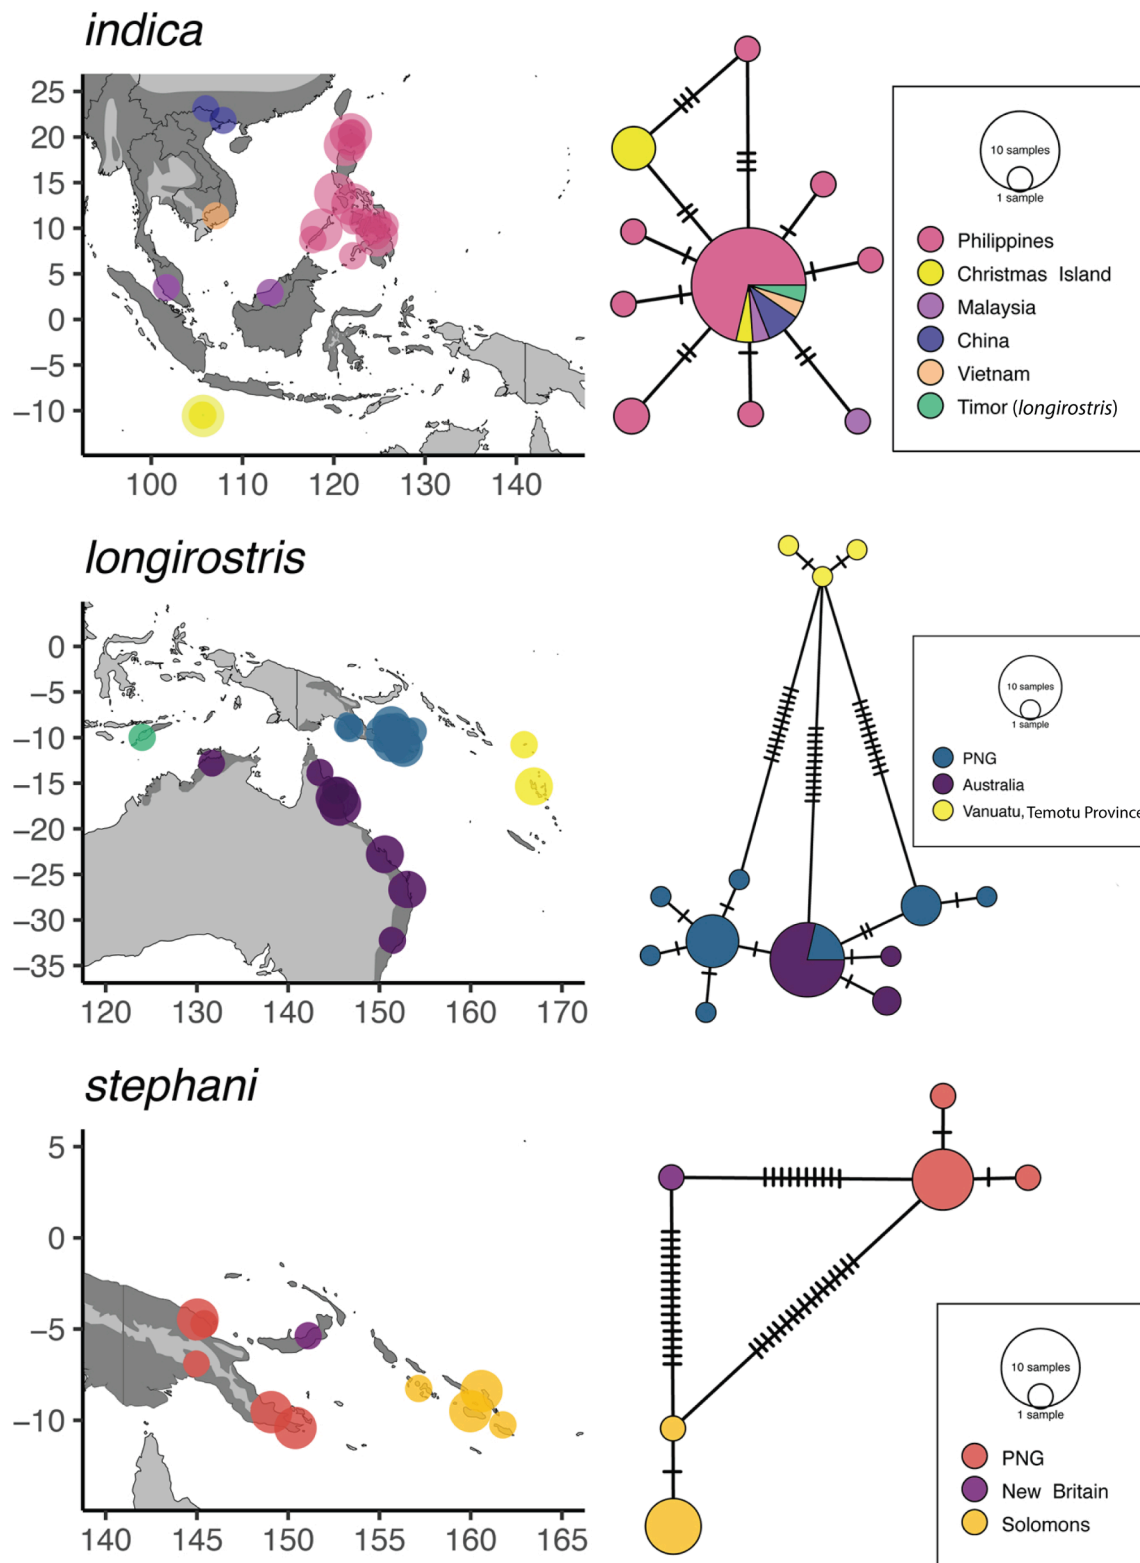 indica
25
20
15
10
5
0
−5
−10
100 110 120 130 140
10 samples
1 sample
Philippines
Christmas Island
Malaysia
China
Vietnam
Timor (longirostris)
longirostris
0
−5
−10
−15
−20
−25
−30
−35
120 130 140 150 160 170
10 samples
1 sample
PNG
Australia
Vanuatu, Temotu Province
stephani
5
0
−5
−10
140 145 150 155 160 165
10 samples
1 sample
PNG
New Britain
Solomons